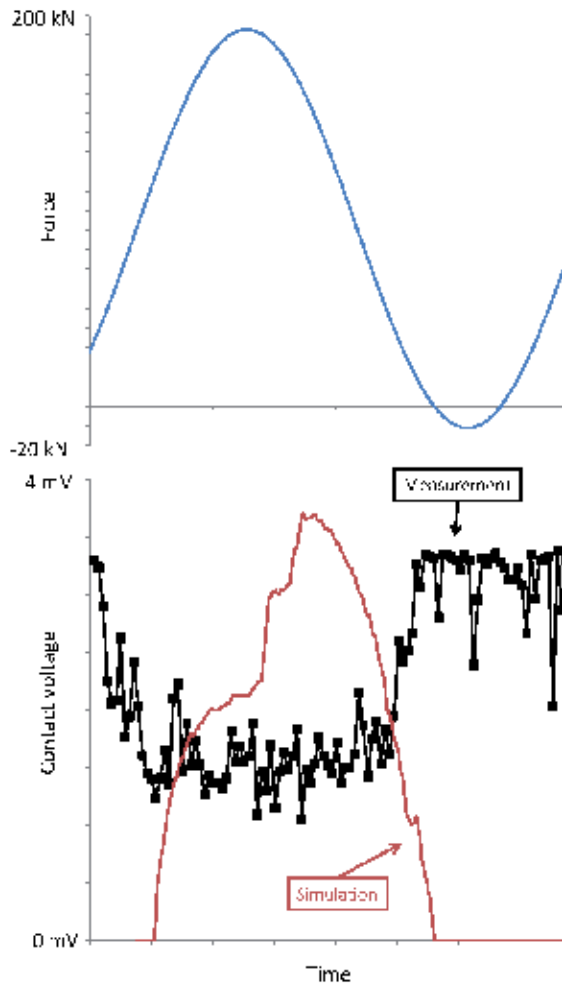 200 kN
Force
-20 kN
4 mV
Measurement
Contact voltage
Simulation
0 mV
Time